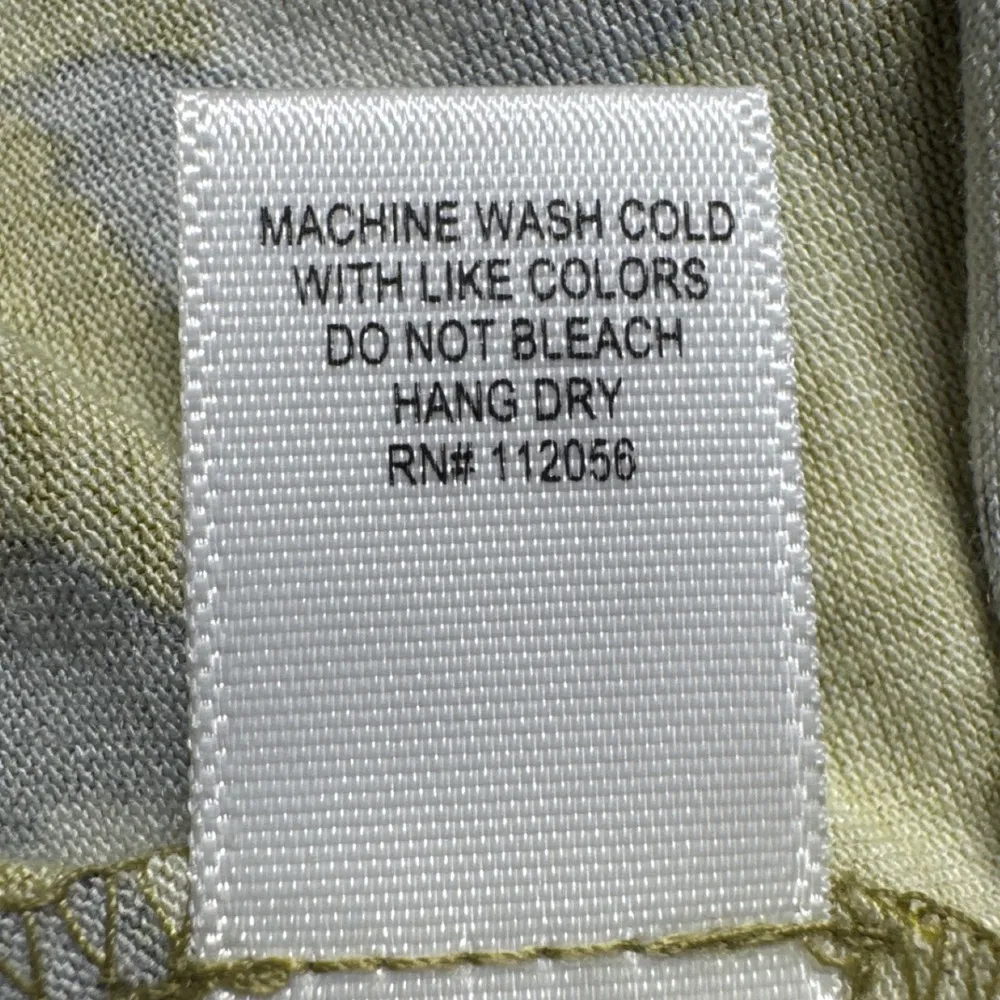 MACHINE WASH COLD
WITH LIKE COLORS
DO NOT BLEACH
HANG DRY
RN# 112056